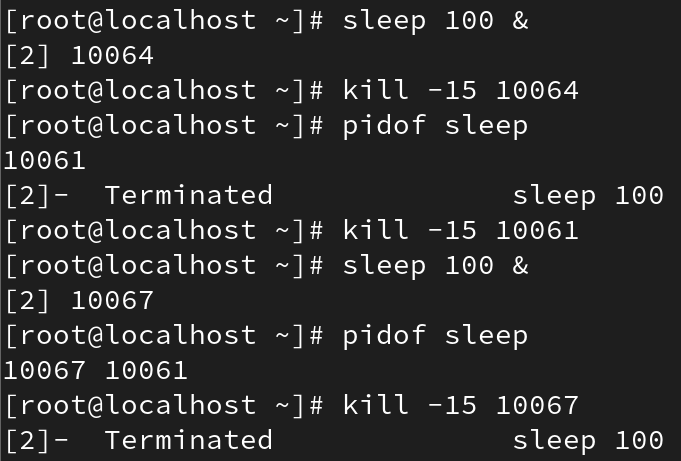 [root@localhost ~]# sleep 100 &
[2] 10064
[root@localhost ~]# kill -15 10064
[root@localhost ~]# pidof sleep
10061
[2]-  Terminated              sleep 100
[root@localhost ~]# kill -15 10061
[root@localhost ~]# sleep 100 &
[2] 10067
[root@localhost ~]# pidof sleep
10067 10061
[root@localhost ~]# kill -15 10067
[2]-  Terminated              sleep 100